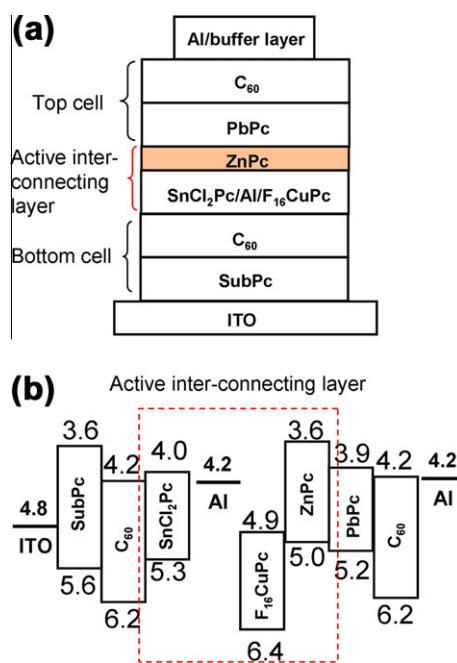 (a)
Al/buffer layer
C60
Top cell
PbPc
Active inter-
connecting
layer
ZnPc
SnCl2Pc/Al/F16CuPc
C60
Bottom cell
SubPc
ITO
(b)
Active inter-connecting layer
3.6
4.2
4.0
4.2
Al
3.6
3.9
4.2
4.2
Al
4.8
ITO
SubPc
C60
SnCl2Pc
4.9
F16CuPc
ZnPc
PbPc
C60
5.6
6.2
5.3
6.4
5.0
5.2
6.2